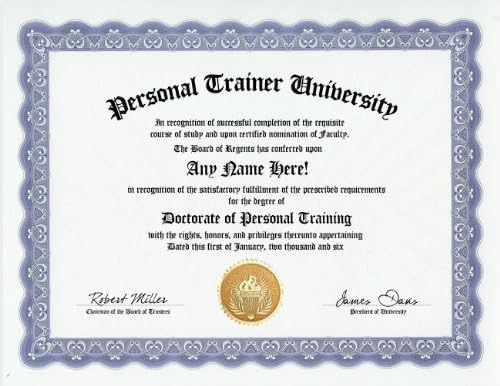 Personal Trainer University
In recognition of successful completion of the requisite
course of study and upon certified nomination of Faculty.
The Board of Regents has conferred upon
Any Name Here!
in recognition of the satisfactory fulfillment of the prescribed requirements
for the degree of
Doctorate of Personal Training
with the rights, honors, and privileges thereunto appertaining
Dated this first of January, two thousand and six
Robert Miller
Chairman of the Board of Trustees
James Daws
President of University